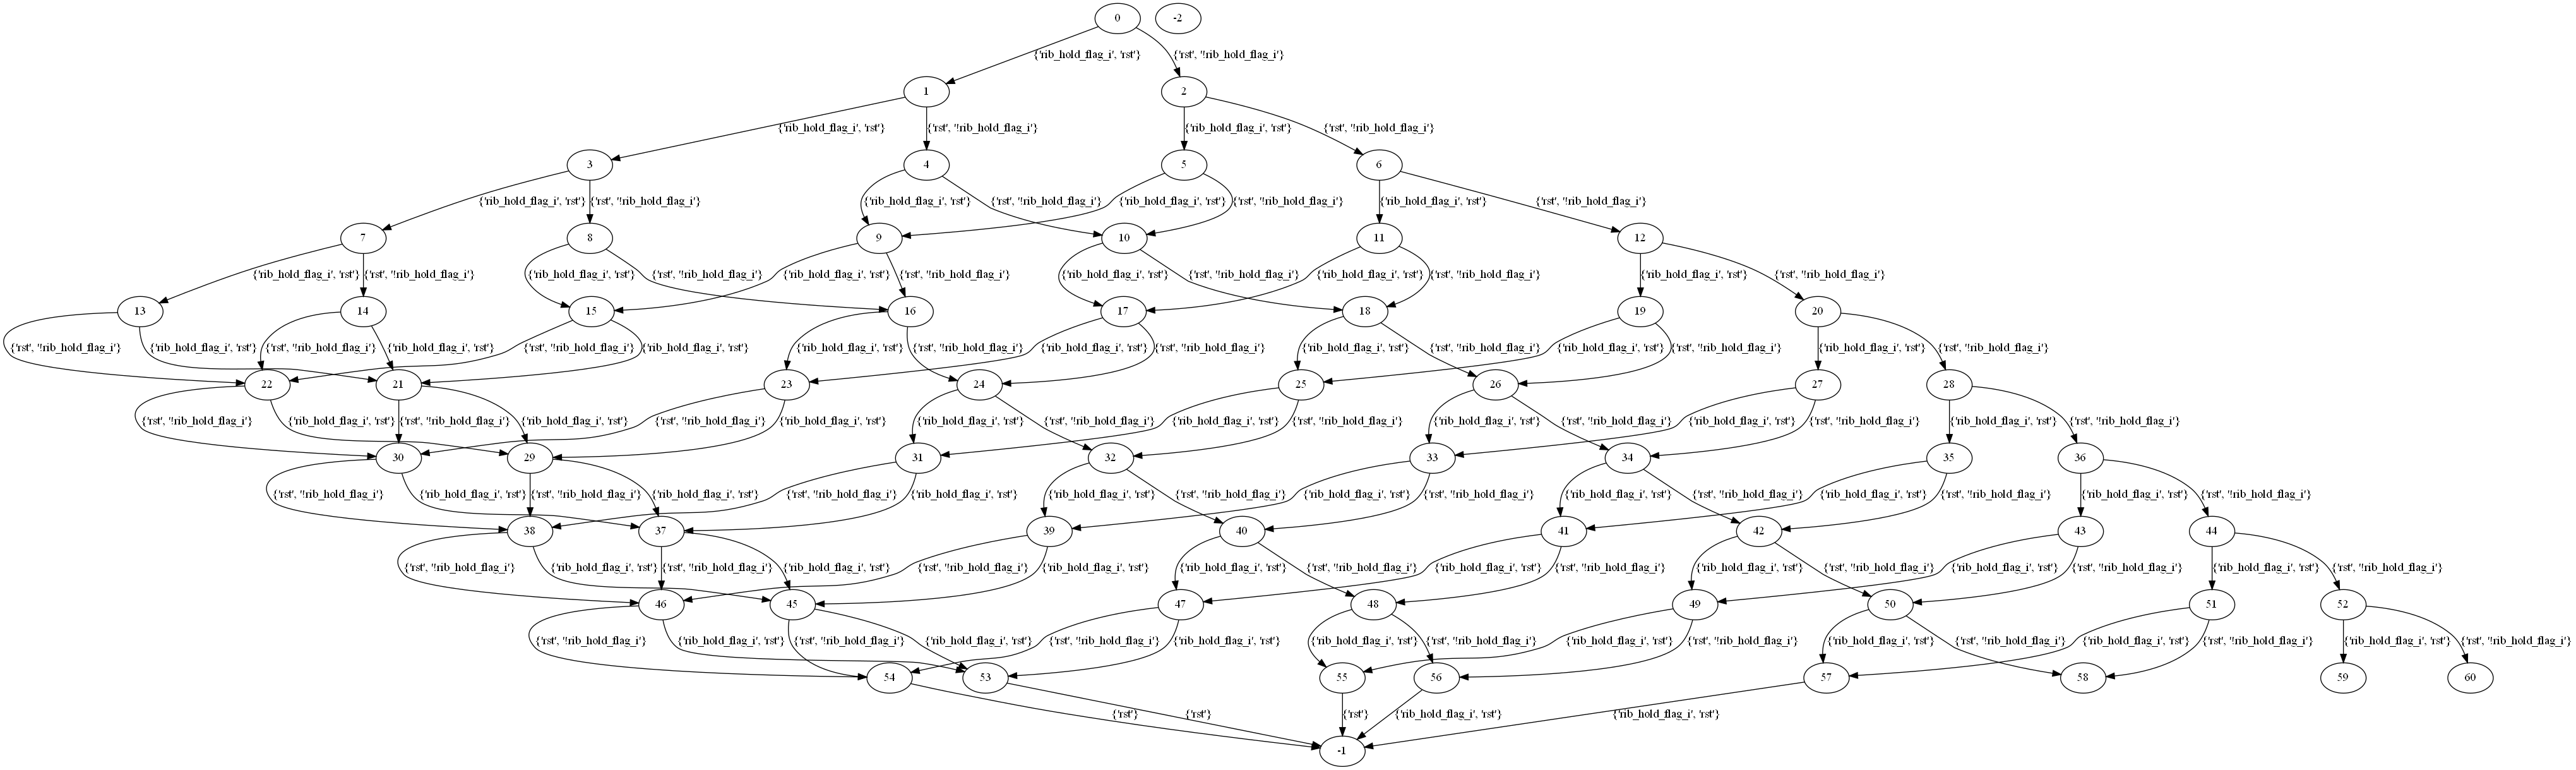 0 -2
{'rib_hold_flag_i', 'rst'} {'rst', '!rib_hold_flag_i'}
1 2
{'rib_hold_flag_i', 'rst'} {'rst', '!rib_hold_flag_i'} {'rib_hold_flag_i', 'rst'} {'rst', '!rib_hold_flag_i'}
3 4 5 6
{'rib_hold_flag_i', 'rst'} {'rst', '!rib_hold_flag_i'} {'rib_hold_flag_i', 'rst'} {'rst', '!rib_hold_flag_i'} {'rib_hold_flag_i', 'rst'} {'rst', '!rib_hold_flag_i'} {'rib_hold_flag_i', 'rst'} {'rst', '!rib_hold_flag_i'}
7 8 9 10 11 12
{'rib_hold_flag_i', 'rst'} {'rst', '!rib_hold_flag_i'} {'rib_hold_flag_i', 'rst'} {'rst', '!rib_hold_flag_i'} {'rib_hold_flag_i', 'rst'} {'rst', '!rib_hold_flag_i'} {'rib_hold_flag_i', 'rst'} {'rst', '!rib_hold_flag_i'} {'rib_hold_flag_i', 'rst'} {'rst', '!rib_hold_flag_i'} {'rib_hold_flag_i', 'rst'} {'rst', '!rib_hold_flag_i'}
13 14 15 16 17 18 19 20
{'rst', '!rib_hold_flag_i'} {'rib_hold_flag_i', 'rst'} {'rst', '!rib_hold_flag_i'} {'rib_hold_flag_i', 'rst'} {'rst', '!rib_hold_flag_i'} {'rib_hold_flag_i', 'rst'} {'rib_hold_flag_i', 'rst'} {'rst', '!rib_hold_flag_i'} {'rib_hold_flag_i', 'rst'} {'rst', '!rib_hold_flag_i'} {'rib_hold_flag_i', 'rst'} {'rst', '!rib_hold_flag_i'} {'rib_hold_flag_i', 'rst'} {'rst', '!rib_hold_flag_i'} {'rib_hold_flag_i', 'rst'} {'rst', '!rib_hold_flag_i'}
22 21 23 24 25 26 27 28
{'rst', '!rib_hold_flag_i'} {'rib_hold_flag_i', 'rst'} {'rst', '!rib_hold_flag_i'} {'rib_hold_flag_i', 'rst'} {'rst', '!rib_hold_flag_i'} {'rib_hold_flag_i', 'rst'} {'rib_hold_flag_i', 'rst'} {'rst', '!rib_hold_flag_i'} {'rib_hold_flag_i', 'rst'} {'rst', '!rib_hold_flag_i'} {'rib_hold_flag_i', 'rst'} {'rst', '!rib_hold_flag_i'} {'rib_hold_flag_i', 'rst'} {'rst', '!rib_hold_flag_i'} {'rib_hold_flag_i', 'rst'} {'rst', '!rib_hold_flag_i'}
30 29 31 32 33 34 35 36
{'rst', '!rib_hold_flag_i'} {'rib_hold_flag_i', 'rst'} {'rst', '!rib_hold_flag_i'} {'rib_hold_flag_i', 'rst'} {'rst', '!rib_hold_flag_i'} {'rib_hold_flag_i', 'rst'} {'rib_hold_flag_i', 'rst'} {'rst', '!rib_hold_flag_i'} {'rib_hold_flag_i', 'rst'} {'rst', '!rib_hold_flag_i'} {'rib_hold_flag_i', 'rst'} {'rst', '!rib_hold_flag_i'} {'rib_hold_flag_i', 'rst'} {'rst', '!rib_hold_flag_i'} {'rib_hold_flag_i', 'rst'} {'rst', '!rib_hold_flag_i'}
38 37 39 40 41 42 43 44
{'rst', '!rib_hold_flag_i'} {'rib_hold_flag_i', 'rst'} {'rst', '!rib_hold_flag_i'} {'rib_hold_flag_i', 'rst'} {'rst', '!rib_hold_flag_i'} {'rib_hold_flag_i', 'rst'} {'rib_hold_flag_i', 'rst'} {'rst', '!rib_hold_flag_i'} {'rib_hold_flag_i', 'rst'} {'rst', '!rib_hold_flag_i'} {'rib_hold_flag_i', 'rst'} {'rst', '!rib_hold_flag_i'} {'rib_hold_flag_i', 'rst'} {'rst', '!rib_hold_flag_i'} {'rib_hold_flag_i', 'rst'} {'rst', '!rib_hold_flag_i'}
46 45 47 48 49 50 51 52
{'rst', '!rib_hold_flag_i'} {'rib_hold_flag_i', 'rst'} {'rst', '!rib_hold_flag_i'} {'rib_hold_flag_i', 'rst'} {'rst', '!rib_hold_flag_i'} {'rib_hold_flag_i', 'rst'} {'rib_hold_flag_i', 'rst'} {'rst', '!rib_hold_flag_i'} {'rib_hold_flag_i', 'rst'} {'rst', '!rib_hold_flag_i'} {'rib_hold_flag_i', 'rst'} {'rst', '!rib_hold_flag_i'} {'rib_hold_flag_i', 'rst'} {'rst', '!rib_hold_flag_i'} {'rib_hold_flag_i', 'rst'} {'rst', '!rib_hold_flag_i'}
54 53 55 56 57 58 59 60
{'rst'} {'rst'} {'rst'} {'rib_hold_flag_i', 'rst'} {'rib_hold_flag_i', 'rst'}
-1